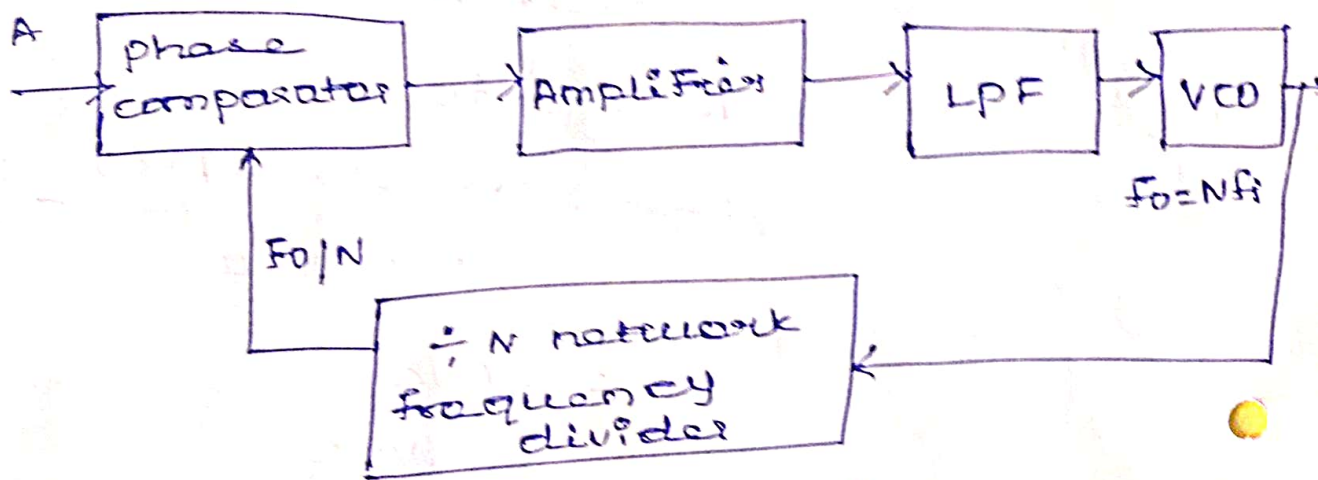 A
phase
comparator
Amplifier
LPF
VCO
fo=Nfi
Fo/N
÷ N network
frequency
divider